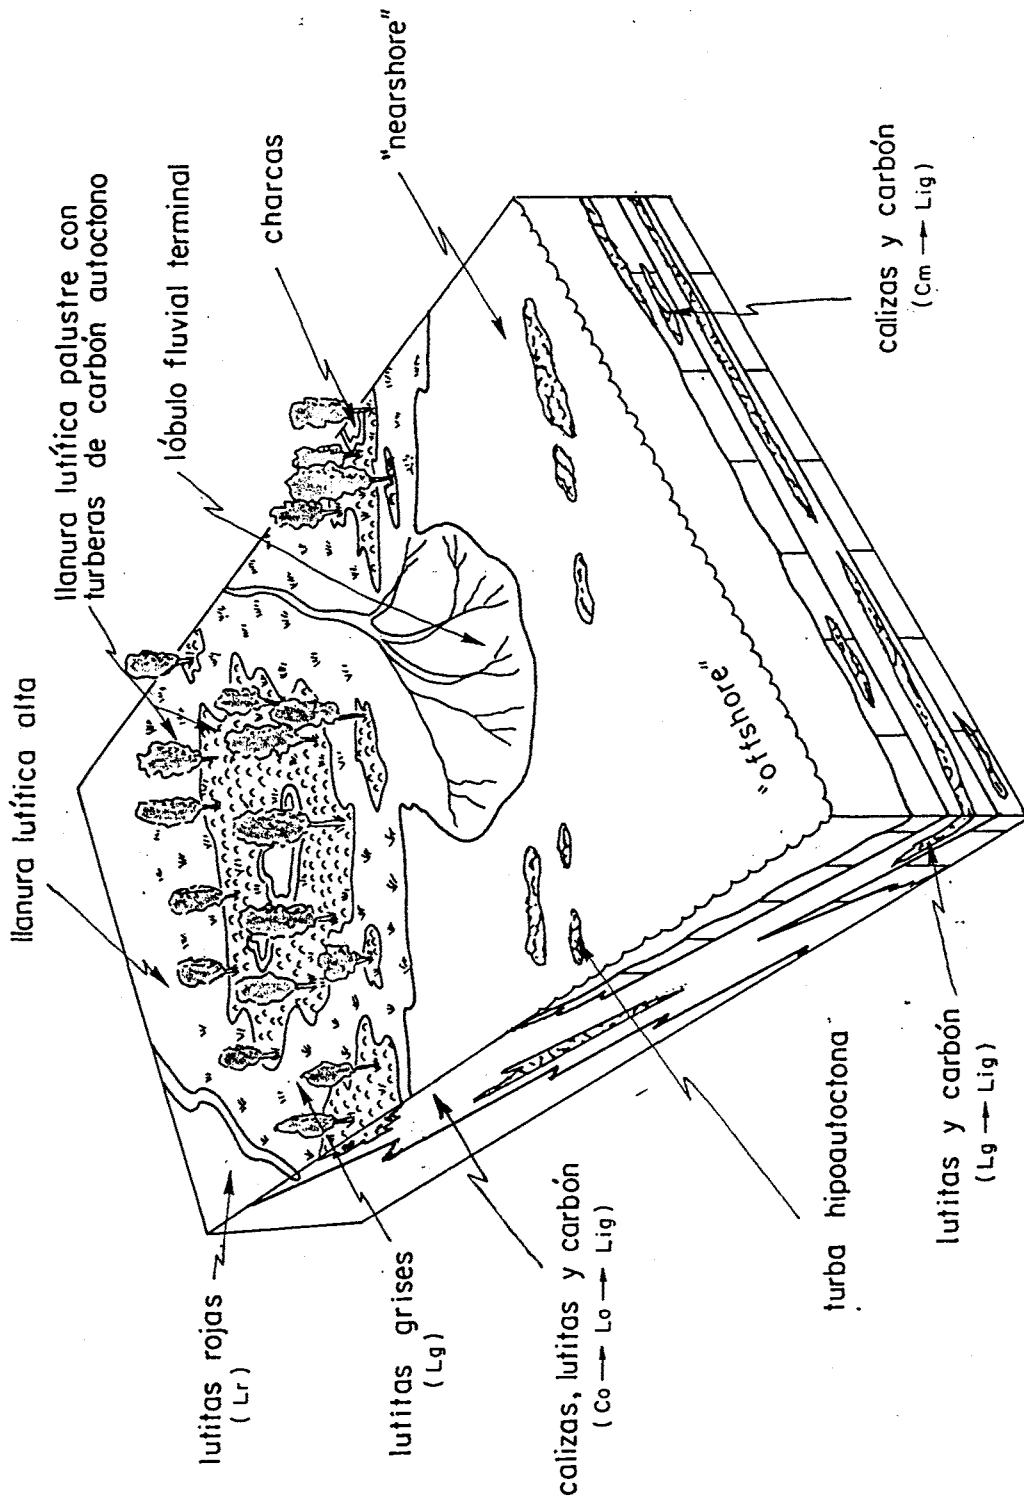 llanura lutítica alta
llanura lutítica palustre con
turberas de carbón autoctono
lóbulo fluvial terminal
charcas
"nearshore"
"offshore"
lutitas rojas
(Lr)
lutitas grises
(Lg)
calizas, lutitas y carbón
(Co → Lo → Lig)
turba hipoautoctona
lutitas y carbón
(Lg → Lig)
calizas y carbón
(Cm → Lig)